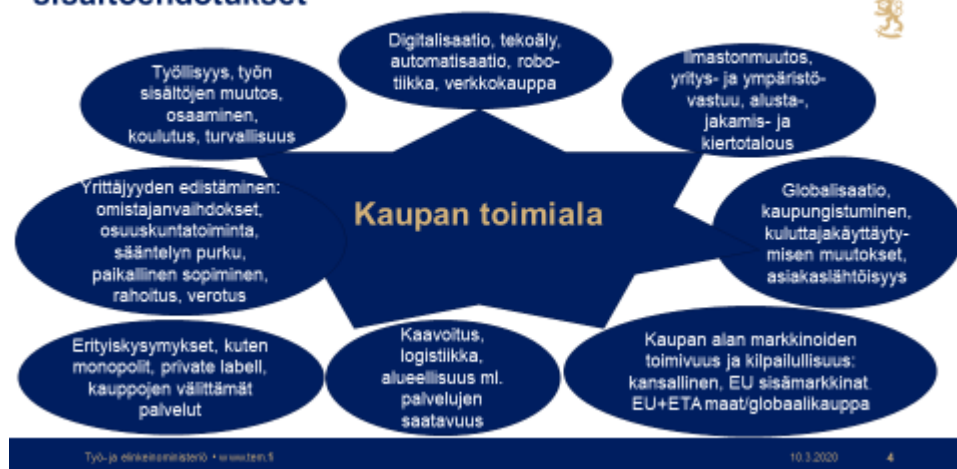 sisältöehdotukset
Digitalisaatio, tekoäly,
automatisaatio, robo-
tiikka, verkkokauppa
Työllisyys, työn
sisältöjen muutos,
osaaminen,
koulutus, turvallisuus
Ilmastonmuutos,
yritys- ja ympäristö-
vastuu, alusta-,
jakamis- ja
kiertotalous
Yrittäjyyden edistäminen:
omistajanvaihdokset,
osuuskuntatoiminta,
sääntelyn purku,
paikallinen sopiminen,
rahoitus, verotus
Kaupan toimiala
Globalisaatio,
kaupungistuminen,
kuluttajakäyttäyty-
misen muutokset,
asiakaslähtöisyys
Erityiskysymykset, kuten
monopolit, private labell,
kauppojen välittämät
palvelut
Kaavoitus,
logistiikka,
alueellisuus ml.
palvelujen
saatavuus
Kaupan alan markkinoiden
toimivuus ja kilpailullisuus:
kansallinen, EU sisämarkkinat
EU+ETA maat/globaalikauppa
Työ- ja elinkeinoministeriö • www.tem.fi
10.3.2020
4